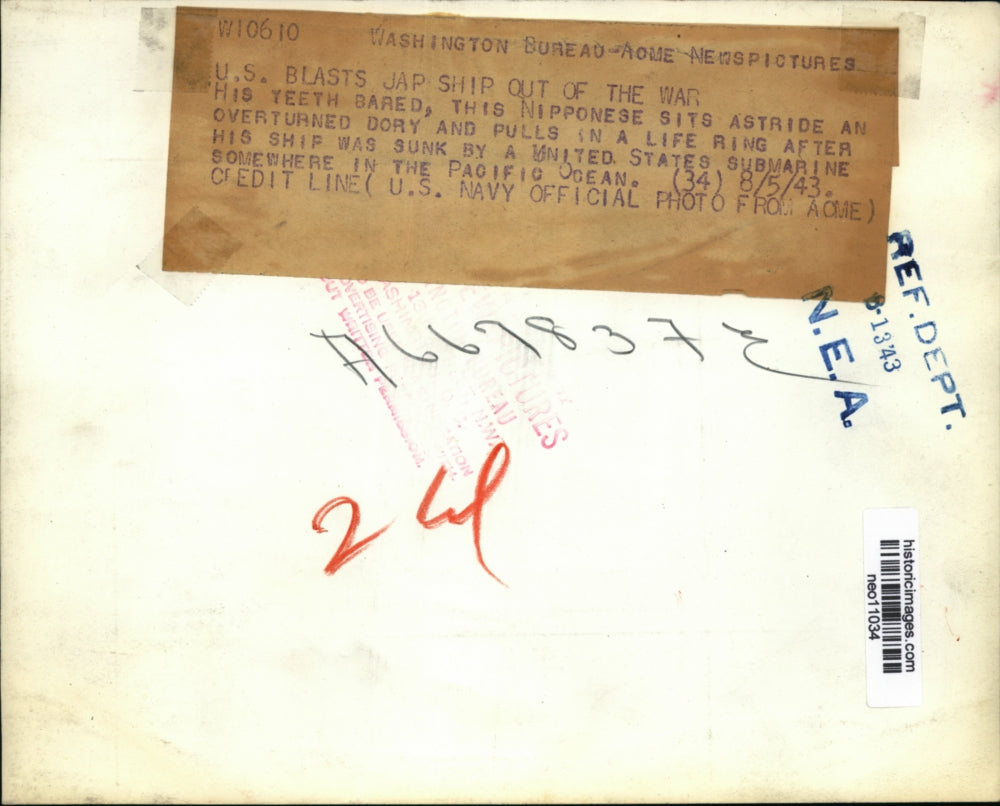 W10610 WASHINGTON BUREAU-ACME NEWSPICTURES
U.S. BLASTS JAP SHIP OUT OF THE WAR
HIS TEETH BARED, THIS NIPPONESE SITS ASTRIDE AN
OVERTURNED DORY AND PULLS IN A LIFE RING AFTER
HIS SHIP WAS SUNK BY A UNITED STATES SUBMARINE
SOMEWHERE IN THE PACIFIC OCEAN. (34) 8/5/43.
CREDIT LINE( U.S. NAVY OFFICIAL PHOTO FROM ACME)
REF. DEPT.
8-13'43
N.E.A.
BUREAU
N.W.
historicimages.com
neo11034